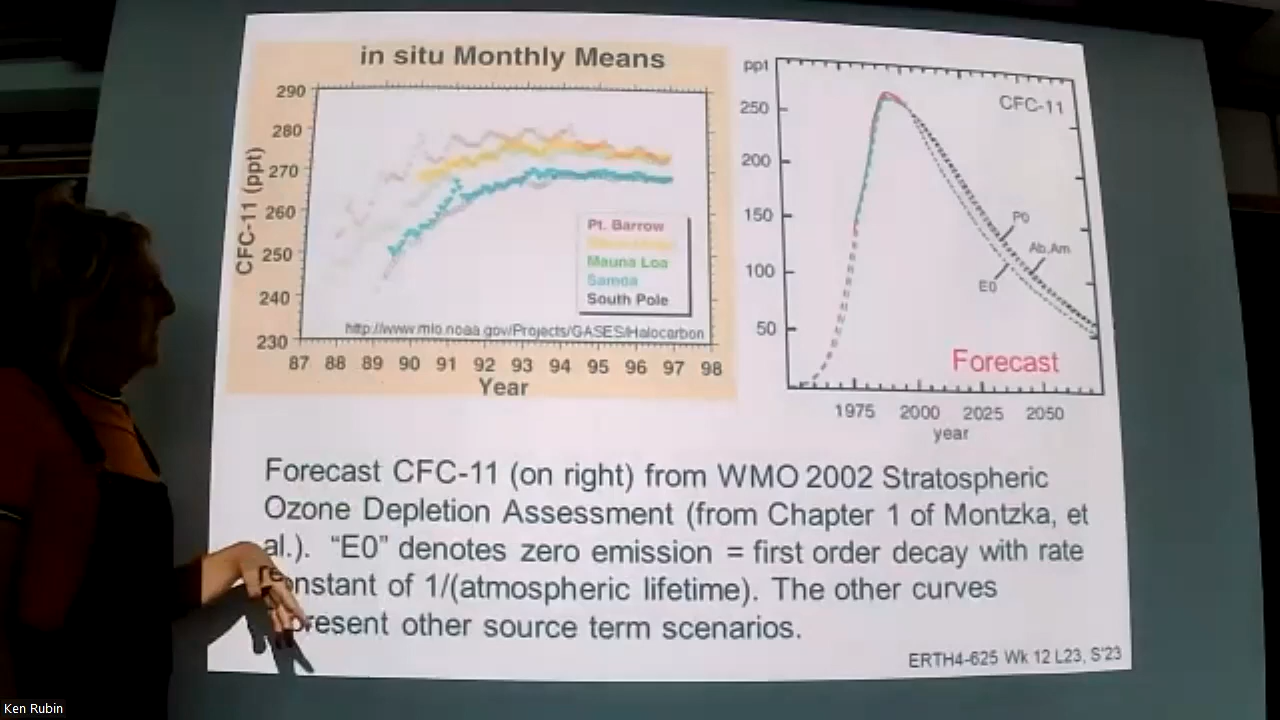 in situ Monthly Means
CFC-11 (ppt)
290
280
270
260
250
240
230
Pt. Barrow
Mauna Loa
Samoa
South Pole
http://www.mlo.noaa.gov/Projects/GASES/Halocarbon
87 88 89 90 91 92 93 94 95 96 97 98
Year
ppt
CFC-11
250
200
150
100
50
P0
Ab,Am
E0
Forecast
1975 2000 2025 2050
year
Forecast CFC-11 (on right) from WMO 2002 Stratospheric
Ozone Depletion Assessment (from Chapter 1 of Montzka, et
al.). “E0” denotes zero emission = first order decay with rate
constant of 1/(atmospheric lifetime). The other curves
represent other source term scenarios.
ERTH4-625 Wk 12 L23, S'23
Ken Rubin